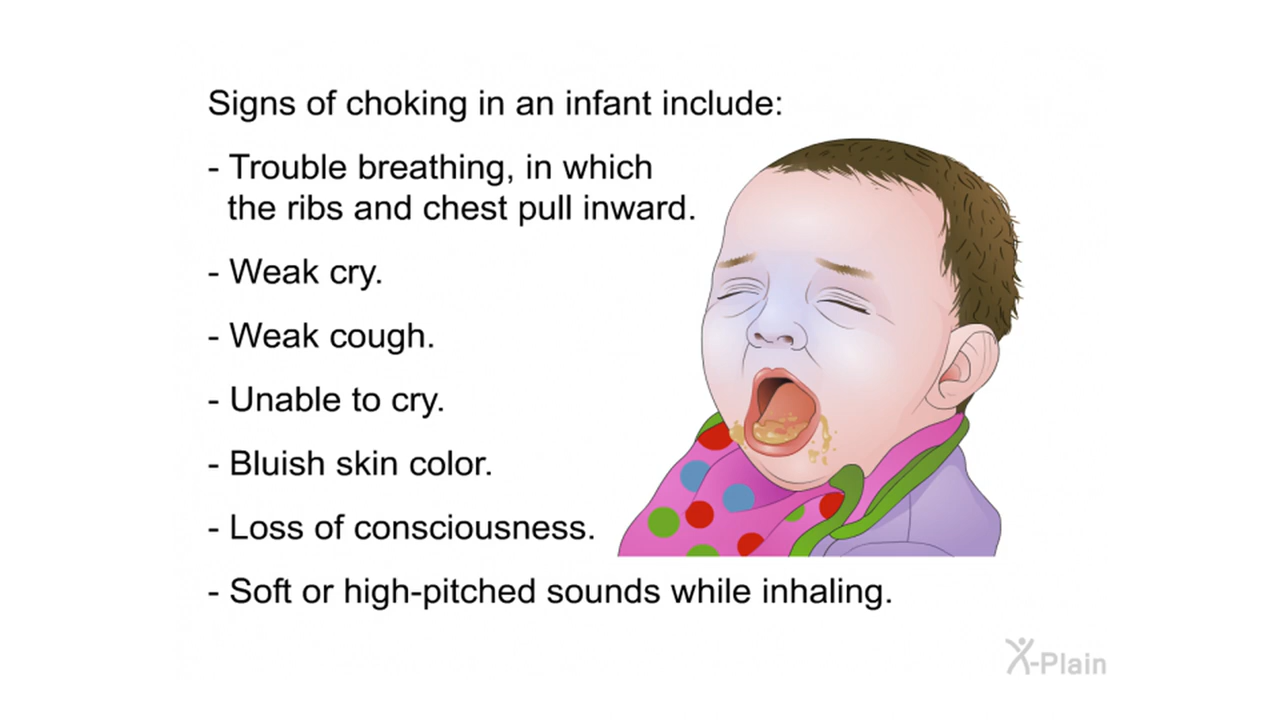 Signs of choking in an infant include:
- Trouble breathing, in which
the ribs and chest pull inward.
- Weak cry.
- Weak cough.
- Unable to cry.
- Bluish skin color.
- Loss of consciousness.
- Soft or high-pitched sounds while inhaling.
X-Plain